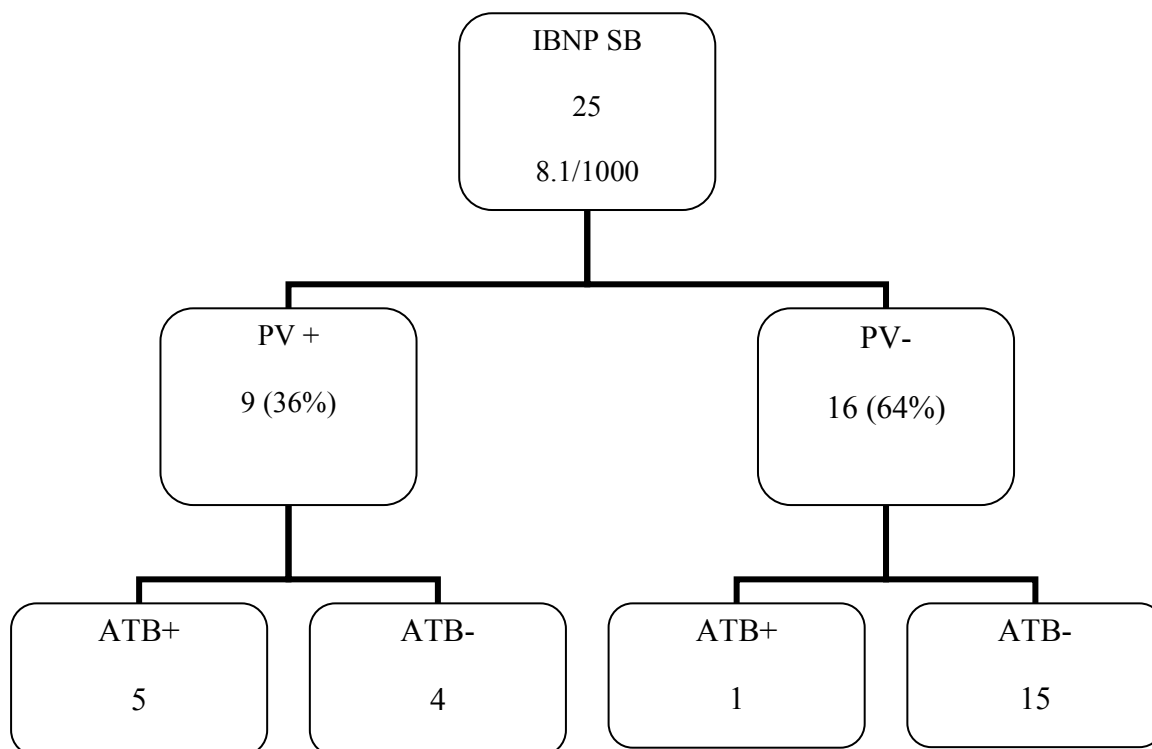 IBNP SB
25
8.1/1000
PV +
9 (36%)
PV-
16 (64%)
ATB+
5
ATB-
4
ATB+
1
ATB-
15